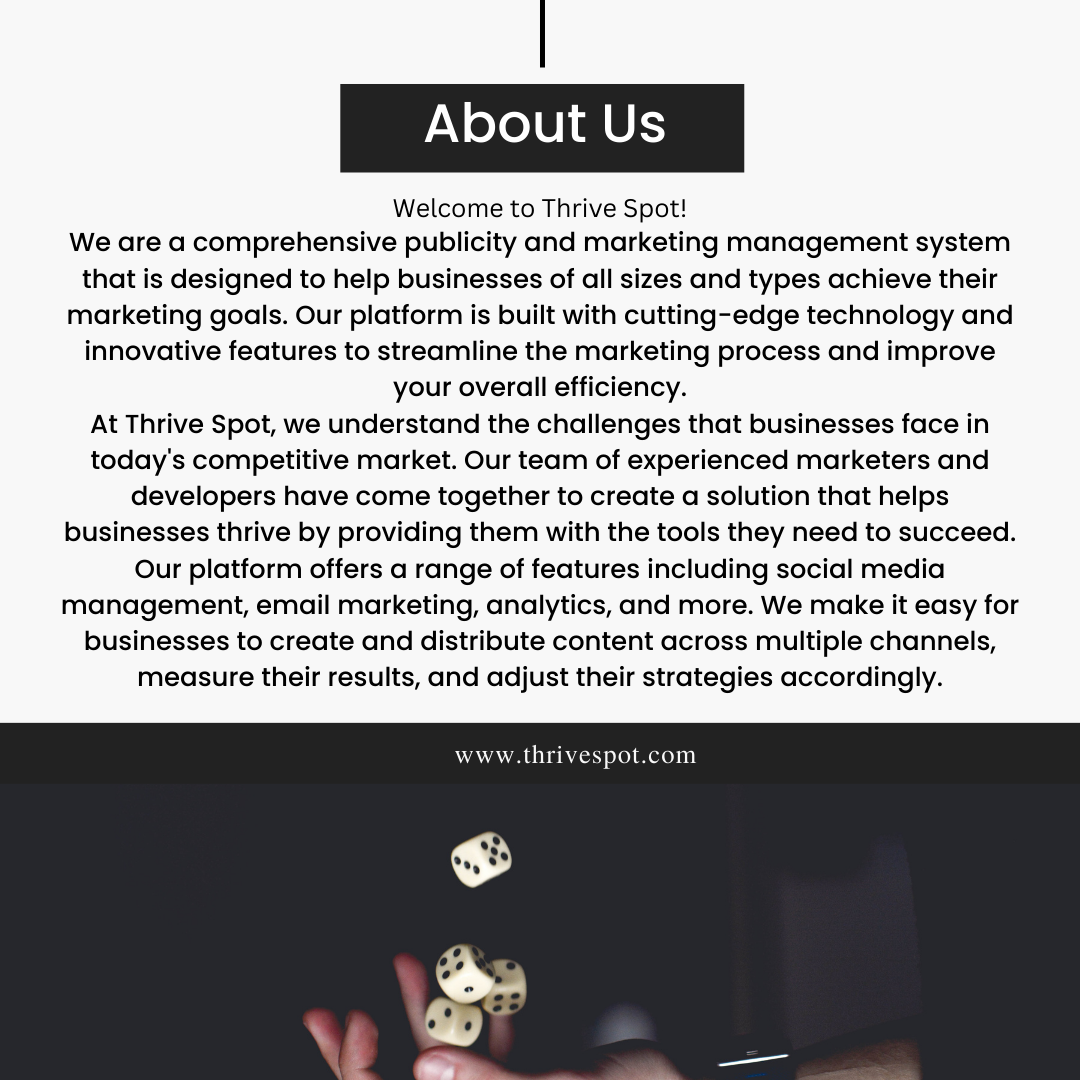 About Us
Welcome to Thrive Spot!
We are a comprehensive publicity and marketing management system
that is designed to help businesses of all sizes and types achieve their
marketing goals. Our platform is built with cutting-edge technology and
innovative features to streamline the marketing process and improve
your overall efficiency.
At Thrive Spot, we understand the challenges that businesses face in
today's competitive market. Our team of experienced marketers and
developers have come together to create a solution that helps
businesses thrive by providing them with the tools they need to succeed.
Our platform offers a range of features including social media
management, email marketing, analytics, and more. We make it easy for
businesses to create and distribute content across multiple channels,
measure their results, and adjust their strategies accordingly.
www.thrivespot.com